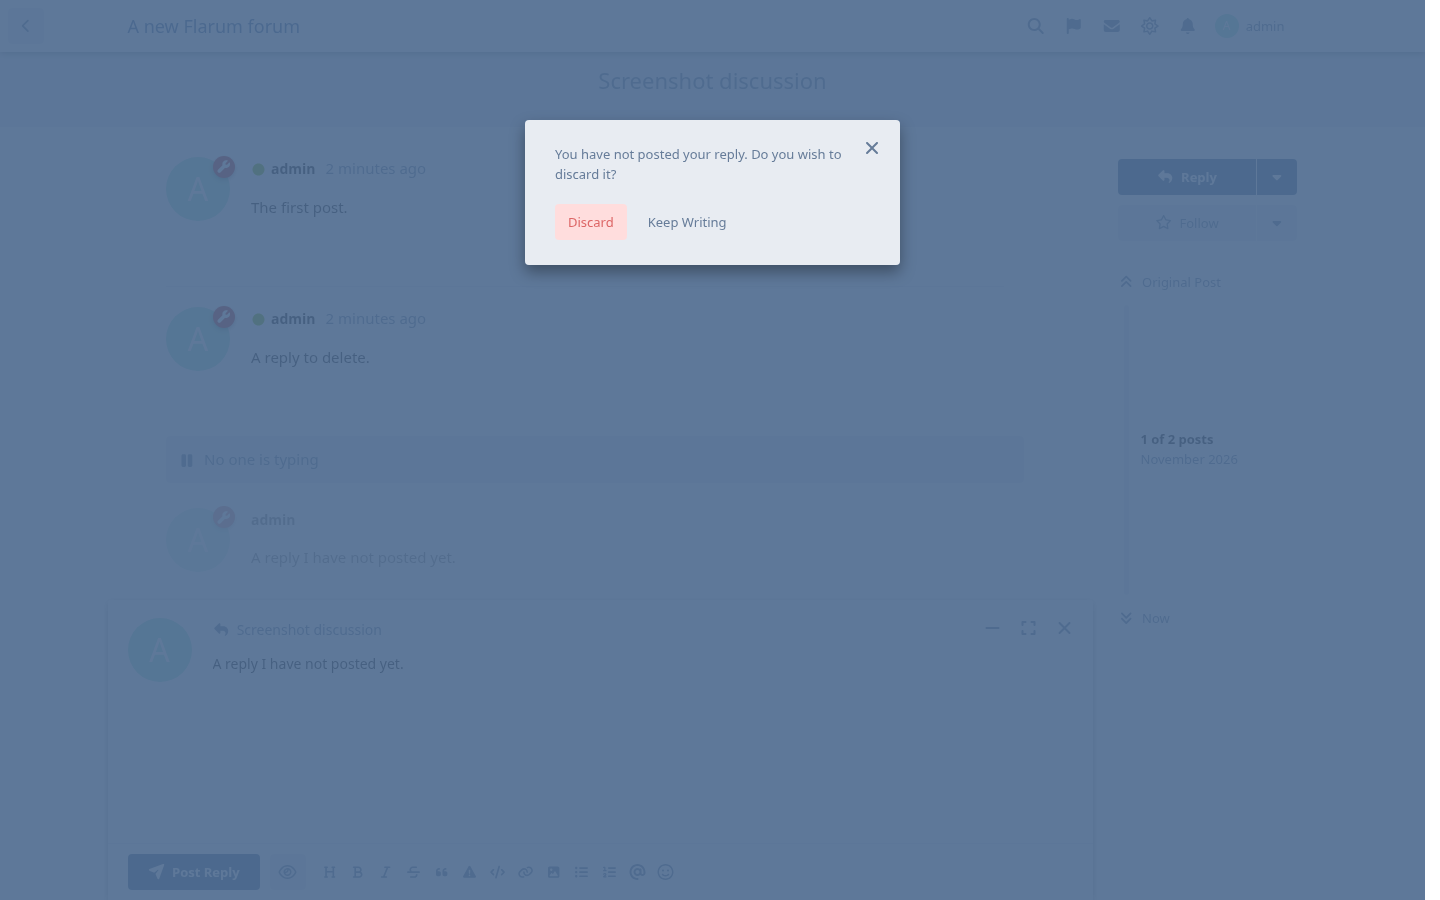 A new Flarum forum
admin
Screenshot discussion
You have not posted your reply. Do you wish to
discard it?
Discard
Keep Writing
A
admin 2 minutes ago
The first post.
A
admin 2 minutes ago
A reply to delete.
No one is typing
A
admin
A reply I have not posted yet.
Reply
Follow
Original Post
1 of 2 posts
November 2026
Now
A
Screenshot discussion
A reply I have not posted yet.
Post Reply